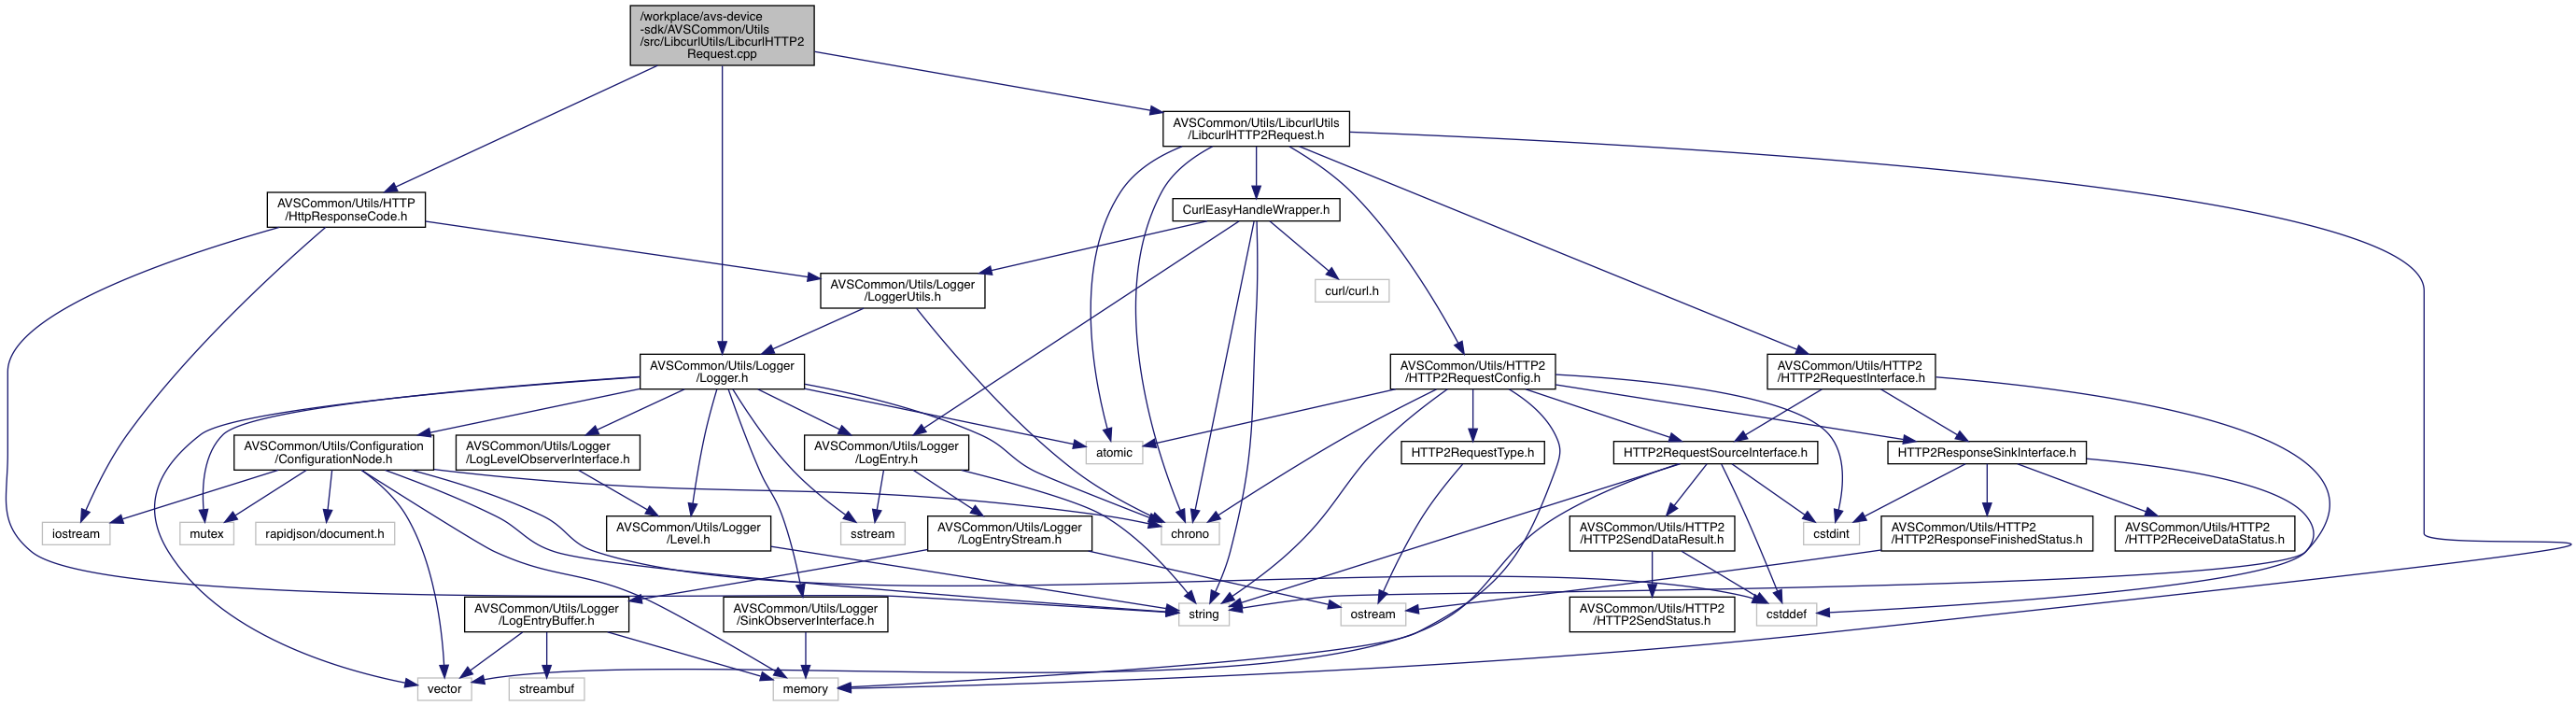 /workplace/avs-device
-sdk/AVSCommon/Utils
/src/LibcurlUtils/LibcurlHTTP2
Request.cpp
AVSCommon/Utils/LibcurlUtils
/LibcurlHTTP2Request.h
AVSCommon/Utils/HTTP
/HttpResponseCode.h
CurlEasyHandleWrapper.h
AVSCommon/Utils/Logger
/LoggerUtils.h
curl/curl.h
AVSCommon/Utils/Logger
/Logger.h
AVSCommon/Utils/HTTP2
/HTTP2RequestConfig.h
AVSCommon/Utils/HTTP2
/HTTP2RequestInterface.h
AVSCommon/Utils/Configuration
/ConfigurationNode.h
AVSCommon/Utils/Logger
/LogLevelObserverInterface.h
AVSCommon/Utils/Logger
/LogEntry.h
atomic
HTTP2RequestType.h
HTTP2RequestSourceInterface.h
HTTP2ResponseSinkInterface.h
iostream
mutex
rapidjson/document.h
AVSCommon/Utils/Logger
/Level.h
sstream
AVSCommon/Utils/Logger
/LogEntryStream.h
chrono
AVSCommon/Utils/HTTP2
/HTTP2SendDataResult.h
cstdint
AVSCommon/Utils/HTTP2
/HTTP2ResponseFinishedStatus.h
AVSCommon/Utils/HTTP2
/HTTP2ReceiveDataStatus.h
AVSCommon/Utils/Logger
/LogEntryBuffer.h
AVSCommon/Utils/Logger
/SinkObserverInterface.h
string
ostream
AVSCommon/Utils/HTTP2
/HTTP2SendStatus.h
cstddef
vector
streambuf
memory